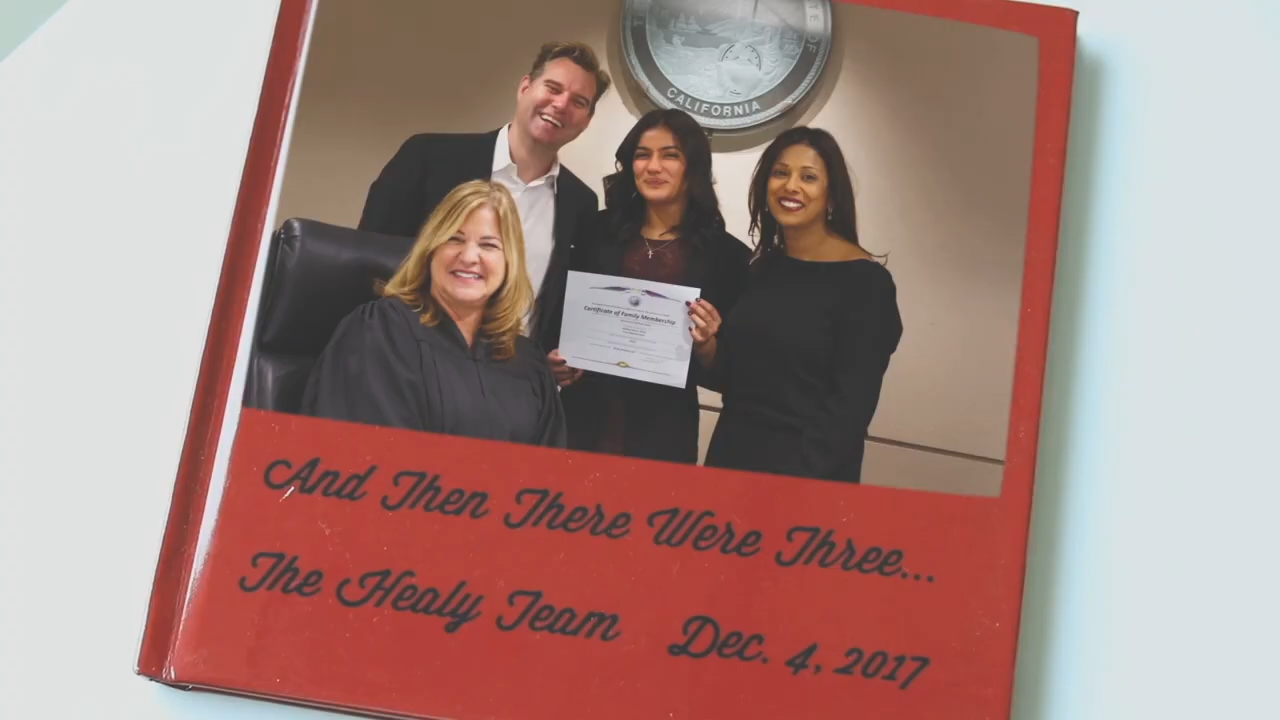 CALIFORNIA
Certificate of Family Membership
And Then There Were Three...
The Healy Team Dec. 4, 2017